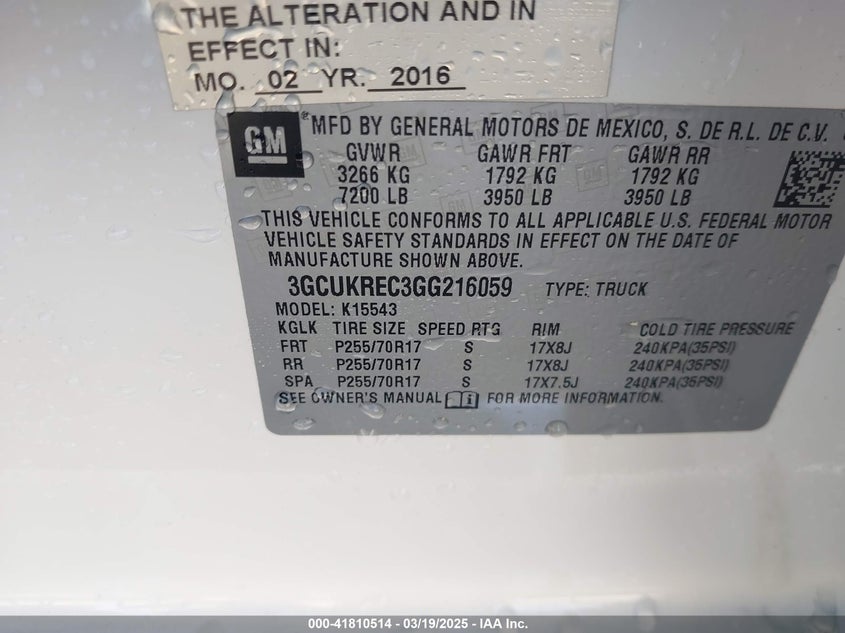 THE ALTERATION AND IN
EFFECT IN:
MO. 02 YR. 2016
GM ® MFD BY GENERAL MOTORS DE MEXICO, S. DE R.L. DE C.V.
GVWR GAWR FRT GAWR RR
3266 KG 1792 KG 1792 KG
7200 LB 3950 LB 3950 LB
THIS VEHICLE CONFORMS TO ALL APPLICABLE U.S. FEDERAL MOTOR
VEHICLE SAFETY STANDARDS IN EFFECT ON THE DATE OF
MANUFACTURE SHOWN ABOVE.
3GCUKREC3GG216059 TYPE: TRUCK
MODEL: K15543
KGLK TIRE SIZE SPEED RTG RIM COLD TIRE PRESSURE
FRT P255/70R17 S 17X8J 240KPA(35PSI)
RR P255/70R17 S 17X8J 240KPA(35PSI)
SPA P255/70R17 S 17X7.5J 240KPA(35PSI)
SEE OWNER'S MANUAL FOR MORE INFORMATION.
000-41810514 - 03/19/2025 - IAA Inc.